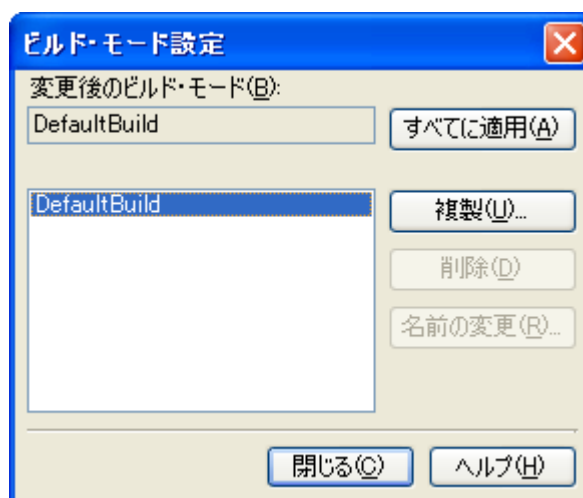 ビルド・モード設定
変更後のビルド・モード(B):
DefaultBuild
すべてに適用(A)
DefaultBuild
複製(U)...
削除(D)
名前の変更(R)...
閉じる(C)
ヘルプ(H)